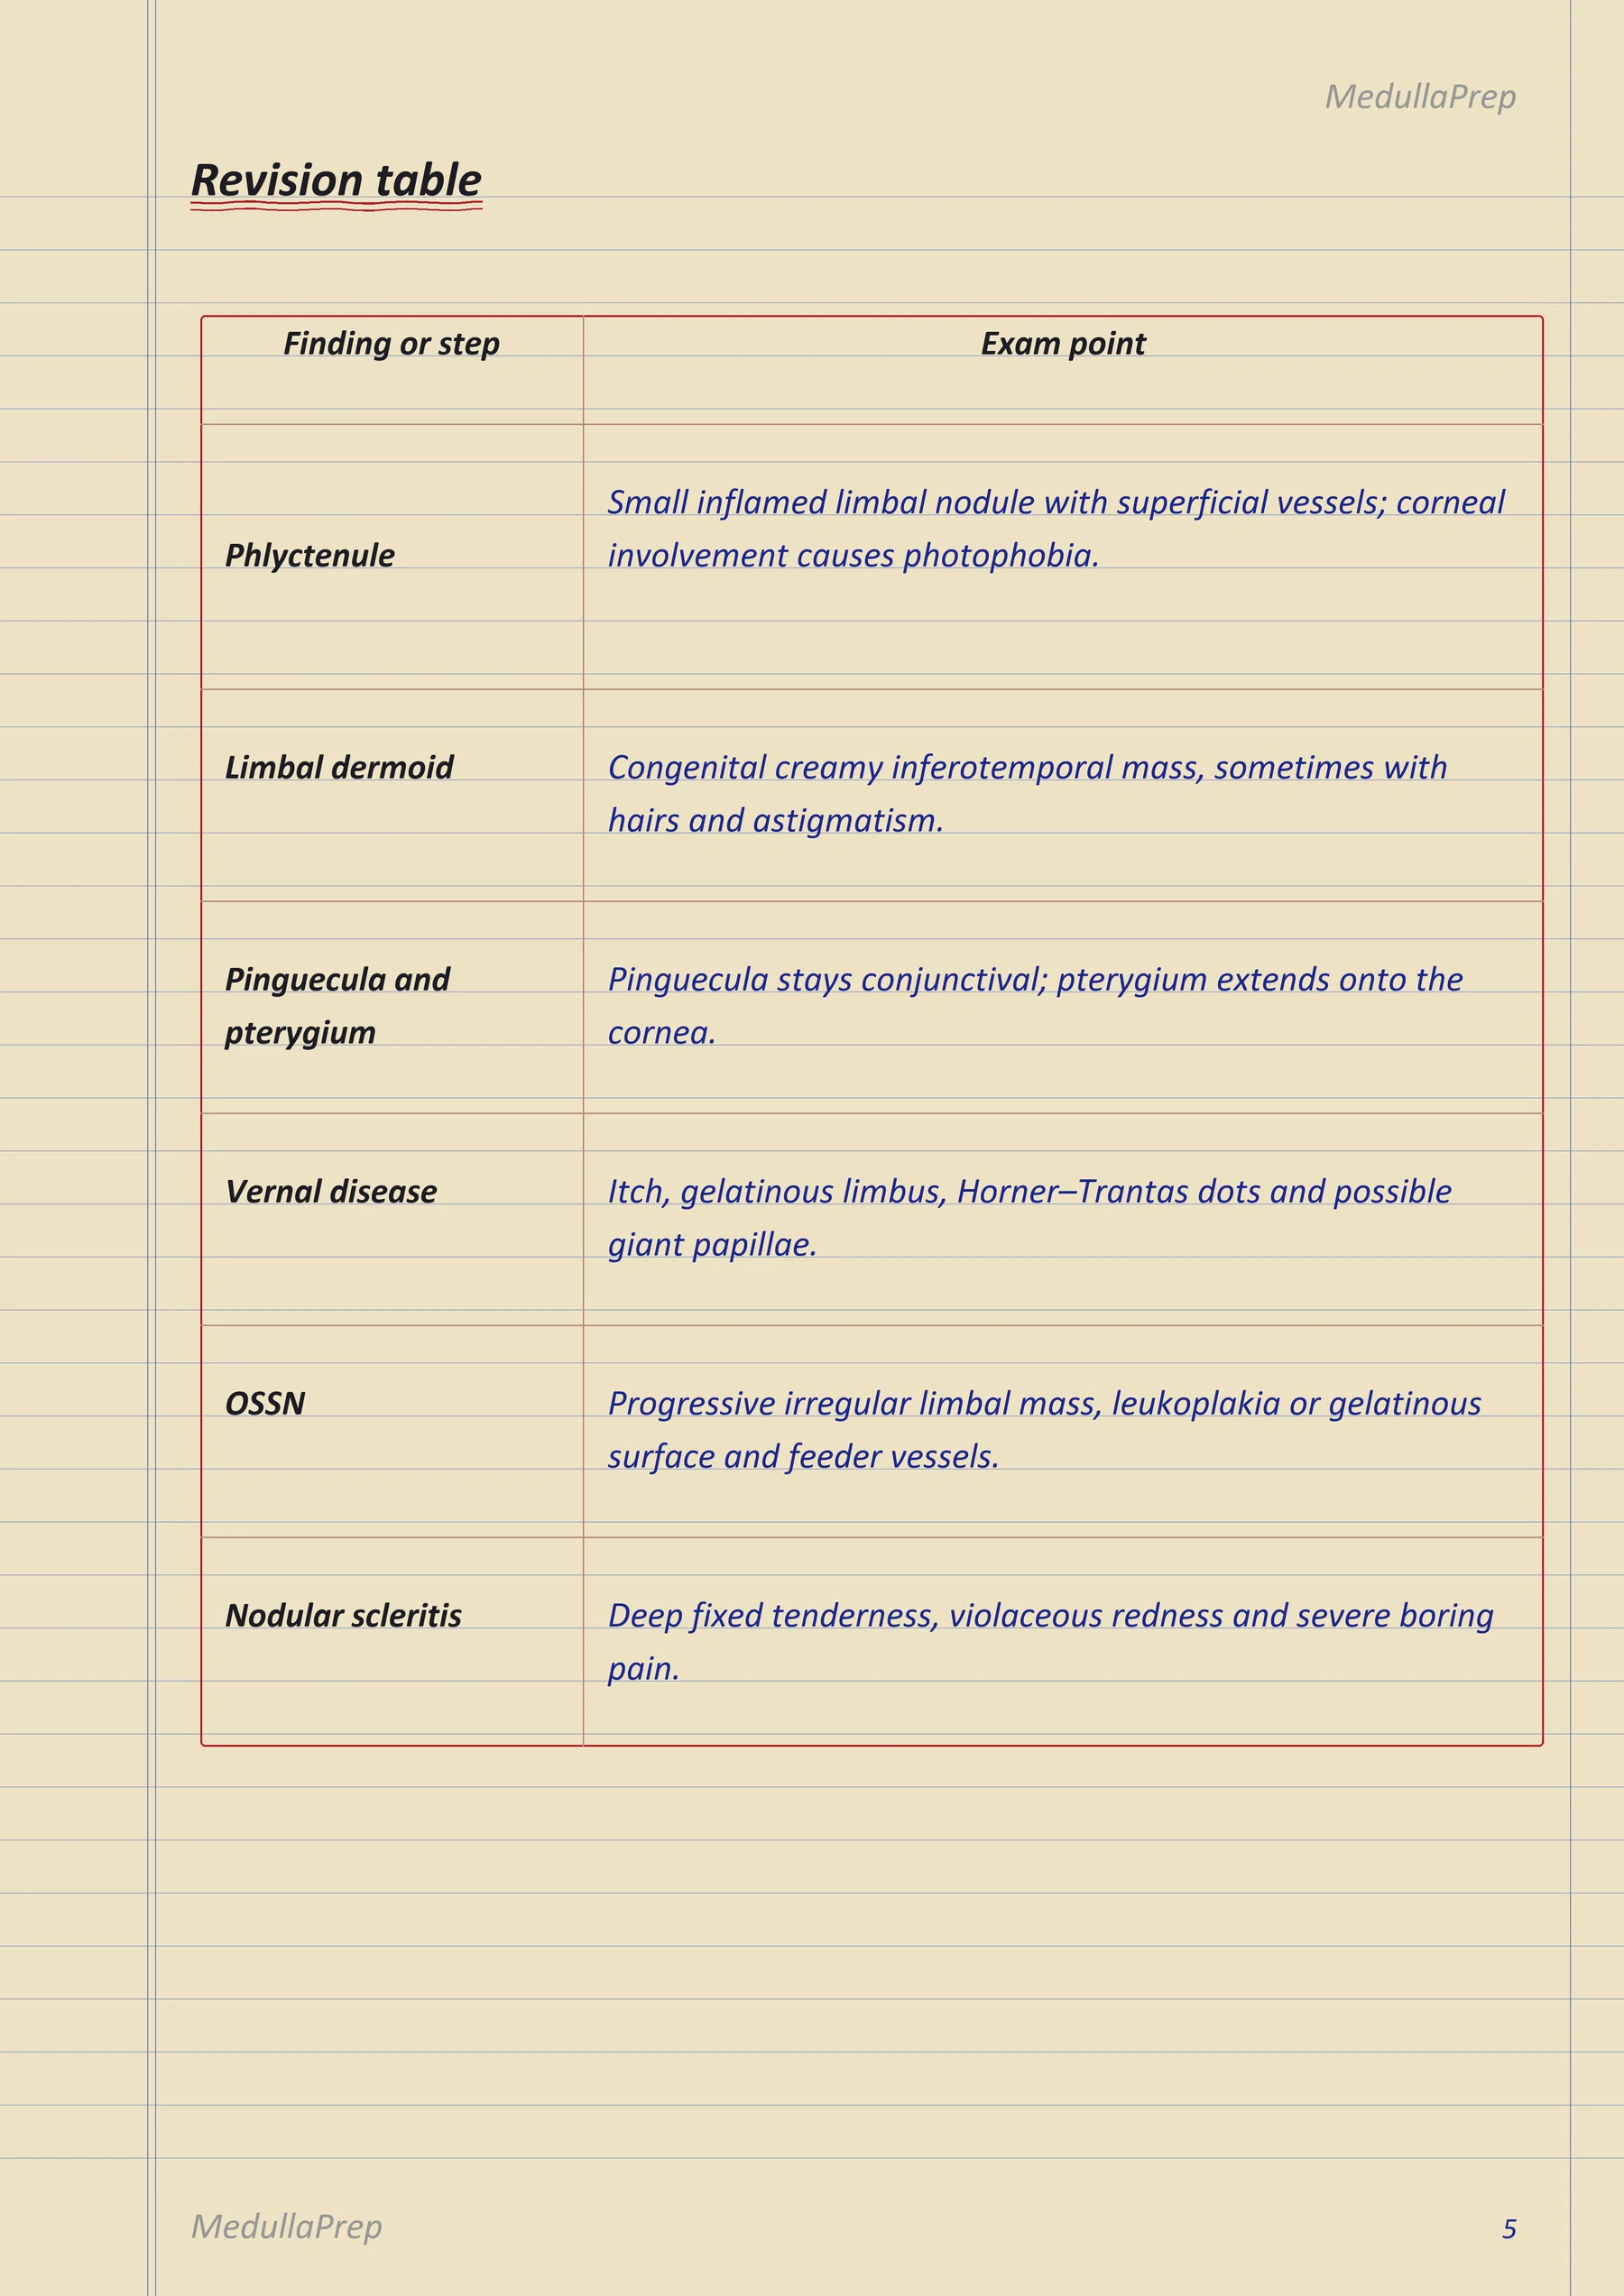 MedullaPrep
Revision table
Finding or step
Exam point
Phlyctenule
Small inflamed limbal nodule with superficial vessels; corneal
involvement causes photophobia.
Limbal dermoid
Congenital creamy inferotemporal mass, sometimes with
hairs and astigmatism.
Pinguecula and
pterygium
Pinguecula stays conjunctival; pterygium extends onto the
cornea.
Vernal disease
Itch, gelatinous limbus, Horner–Trantas dots and possible
giant papillae.
OSSN
Progressive irregular limbal mass, leukoplakia or gelatinous
surface and feeder vessels.
Nodular scleritis
Deep fixed tenderness, violaceous redness and severe boring
pain.
MedullaPrep
5